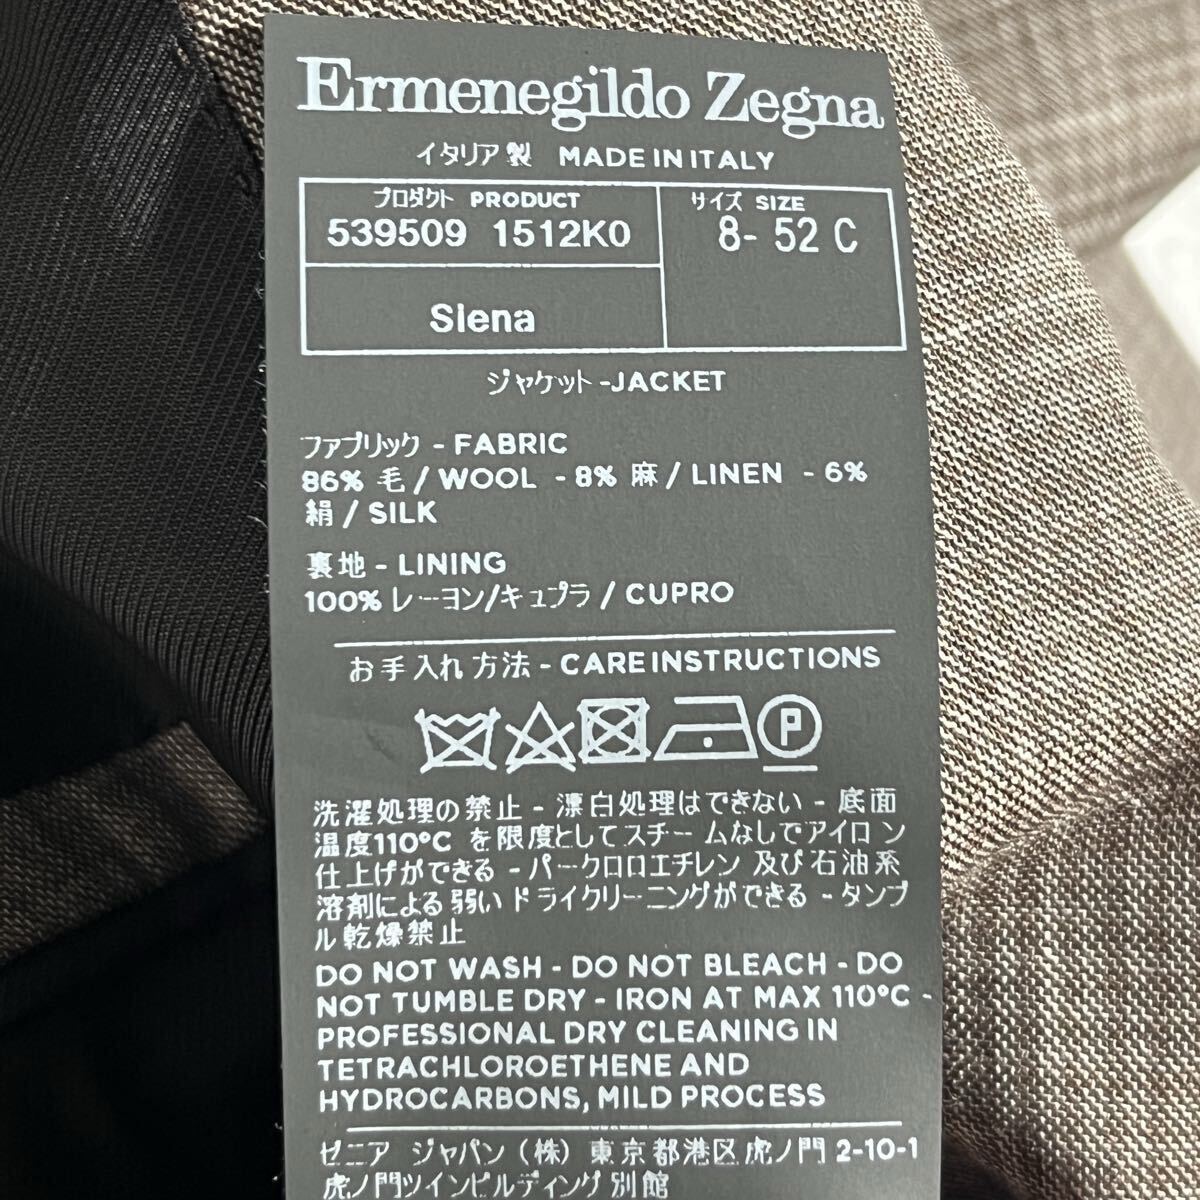 Ermenegildo Zegna
イタリア製 MADE IN ITALY
プロダクト PRODUCT
539509 1512K0
サイズ SIZE
8- 52 C
Siena
ジャケット-JACKET
ファブリック - FABRIC
86% 毛 / WOOL - 8% 麻 / LINEN - 6%
絹 / SILK
裏地 - LINING
100% レーヨン/キュプラ / CUPRO
お手入れ方法 - CARE INSTRUCTIONS
P
洗濯処理の禁止 - 漂白処理はできない - 底面
温度110°C を限度としてスチームなしでアイロン
仕上げができる - パークロロエチレン 及び石油系
溶剤による弱いドライクリーニングができる - タンブ
ル乾燥禁止
DO NOT WASH - DO NOT BLEACH - DO
NOT TUMBLE DRY - IRON AT MAX 110°C -
PROFESSIONAL DRY CLEANING IN
TETRACHLOROETHENE AND
HYDROCARBONS, MILD PROCESS
ゼニア ジャパン (株) 東京都港区虎ノ門 2-10-1
虎ノ門ツインビルディング別館